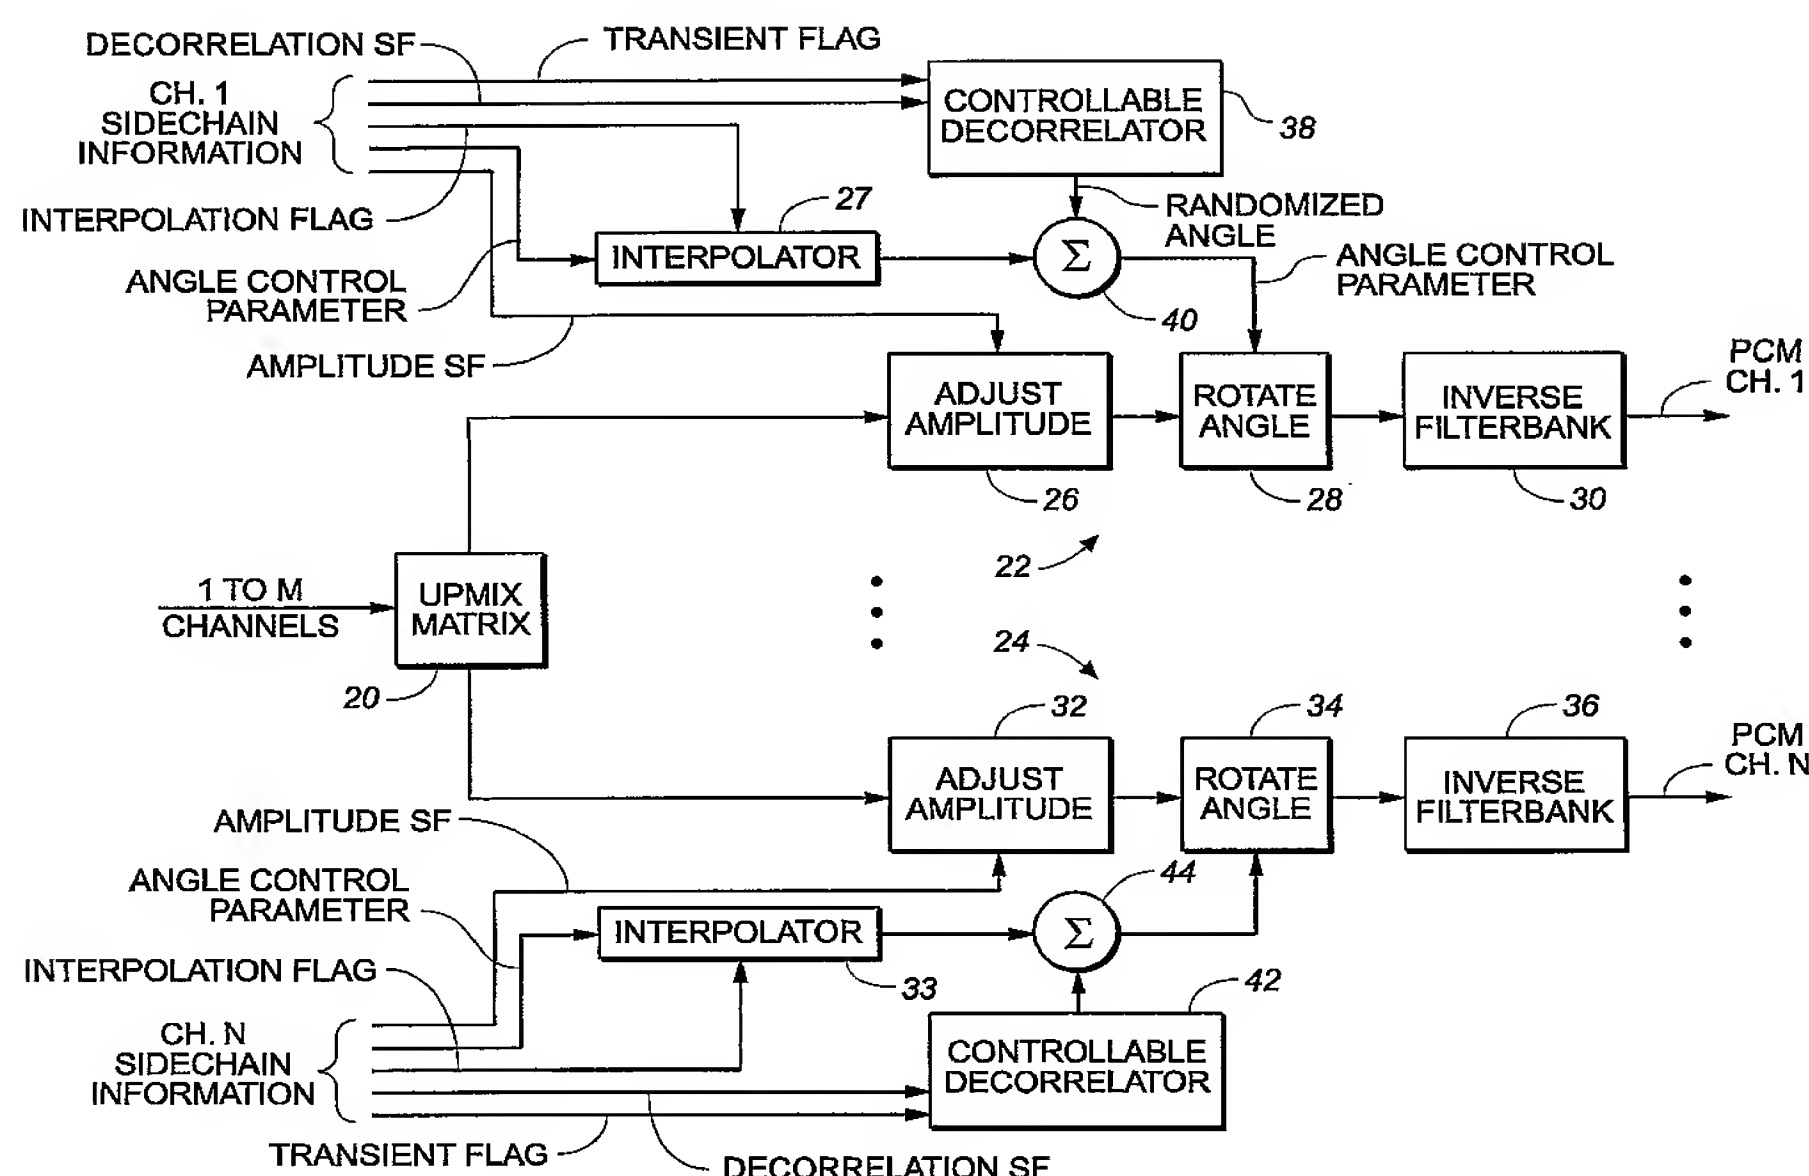 DECORRELATION SF
TRANSIENT FLAG
CH. 1
SIDECHAIN
INFORMATION
CONTROLLABLE
DECORRELATOR
38
INTERPOLATION FLAG
27
RANDOMIZED
ANGLE
INTERPOLATOR
Σ
ANGLE CONTROL
PARAMETER
ANGLE CONTROL
PARAMETER
40
AMPLITUDE SF
ADJUST
AMPLITUDE
ROTATE
ANGLE
INVERSE
FILTERBANK
PCM
CH. 1
26
28
30
22
1 TO M
CHANNELS
UPMIX
MATRIX
24
20
32
34
36
ADJUST
AMPLITUDE
ROTATE
ANGLE
INVERSE
FILTERBANK
PCM
CH. N
AMPLITUDE SF
44
ANGLE CONTROL
PARAMETER
INTERPOLATOR
Σ
INTERPOLATION FLAG
33
42
CH. N
SIDECHAIN
INFORMATION
CONTROLLABLE
DECORRELATOR
TRANSIENT FLAG
DECORRELATION SF